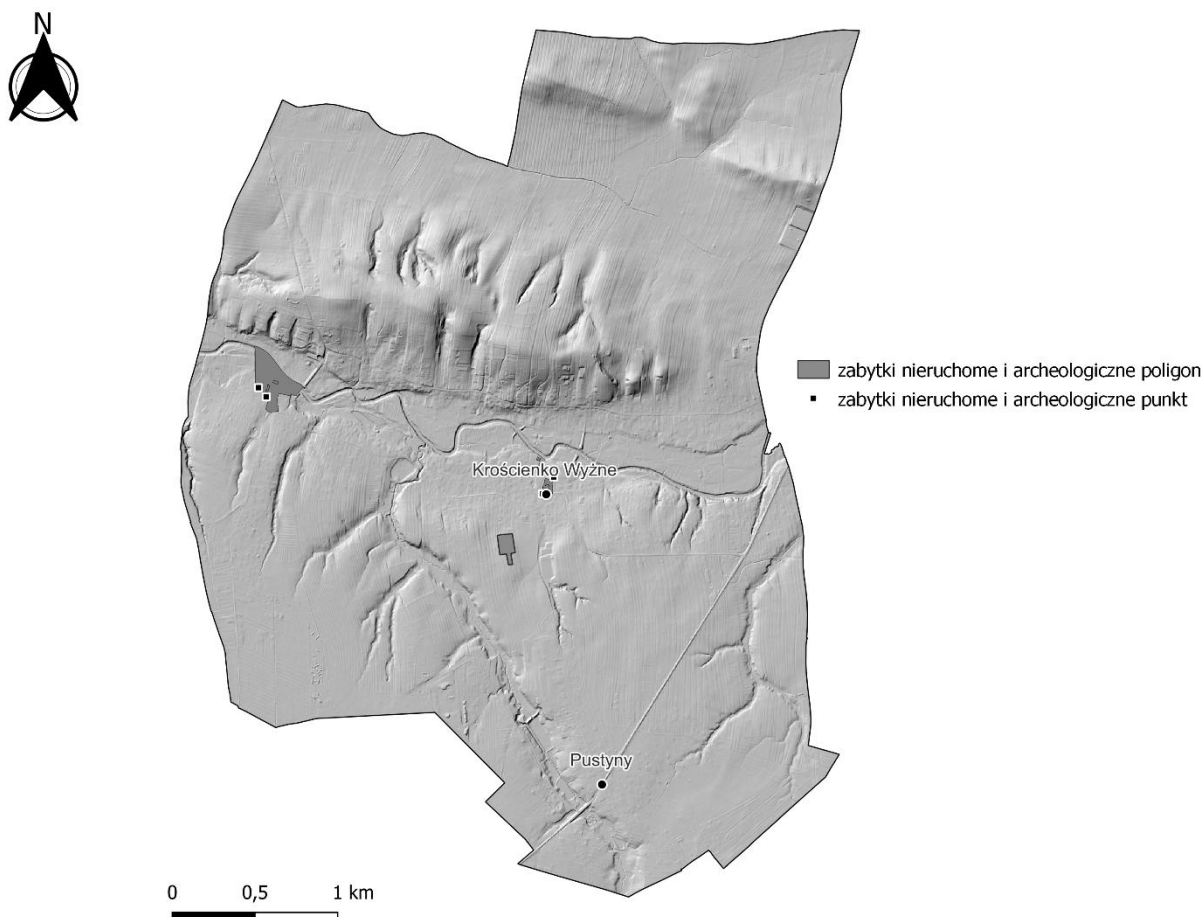 N
zabytki nieruchome i archeologiczne poligon
zabytki nieruchome i archeologiczne punkt
Krościenko Wyżne
Pustyny
0 0,5 1 km